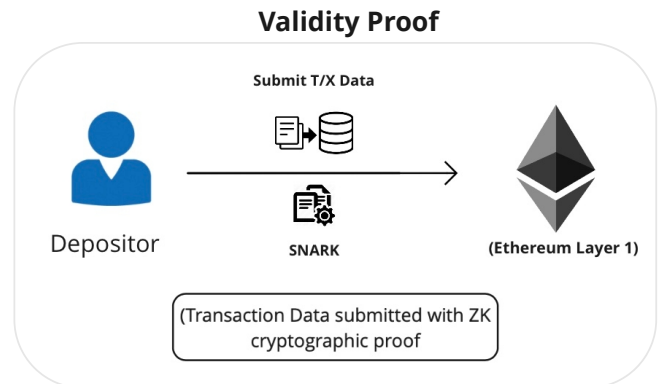 Validity Proof
Submit T/X Data
Depositor
SNARK
(Ethereum Layer 1)
(Transaction Data submitted with ZK
cryptographic proof